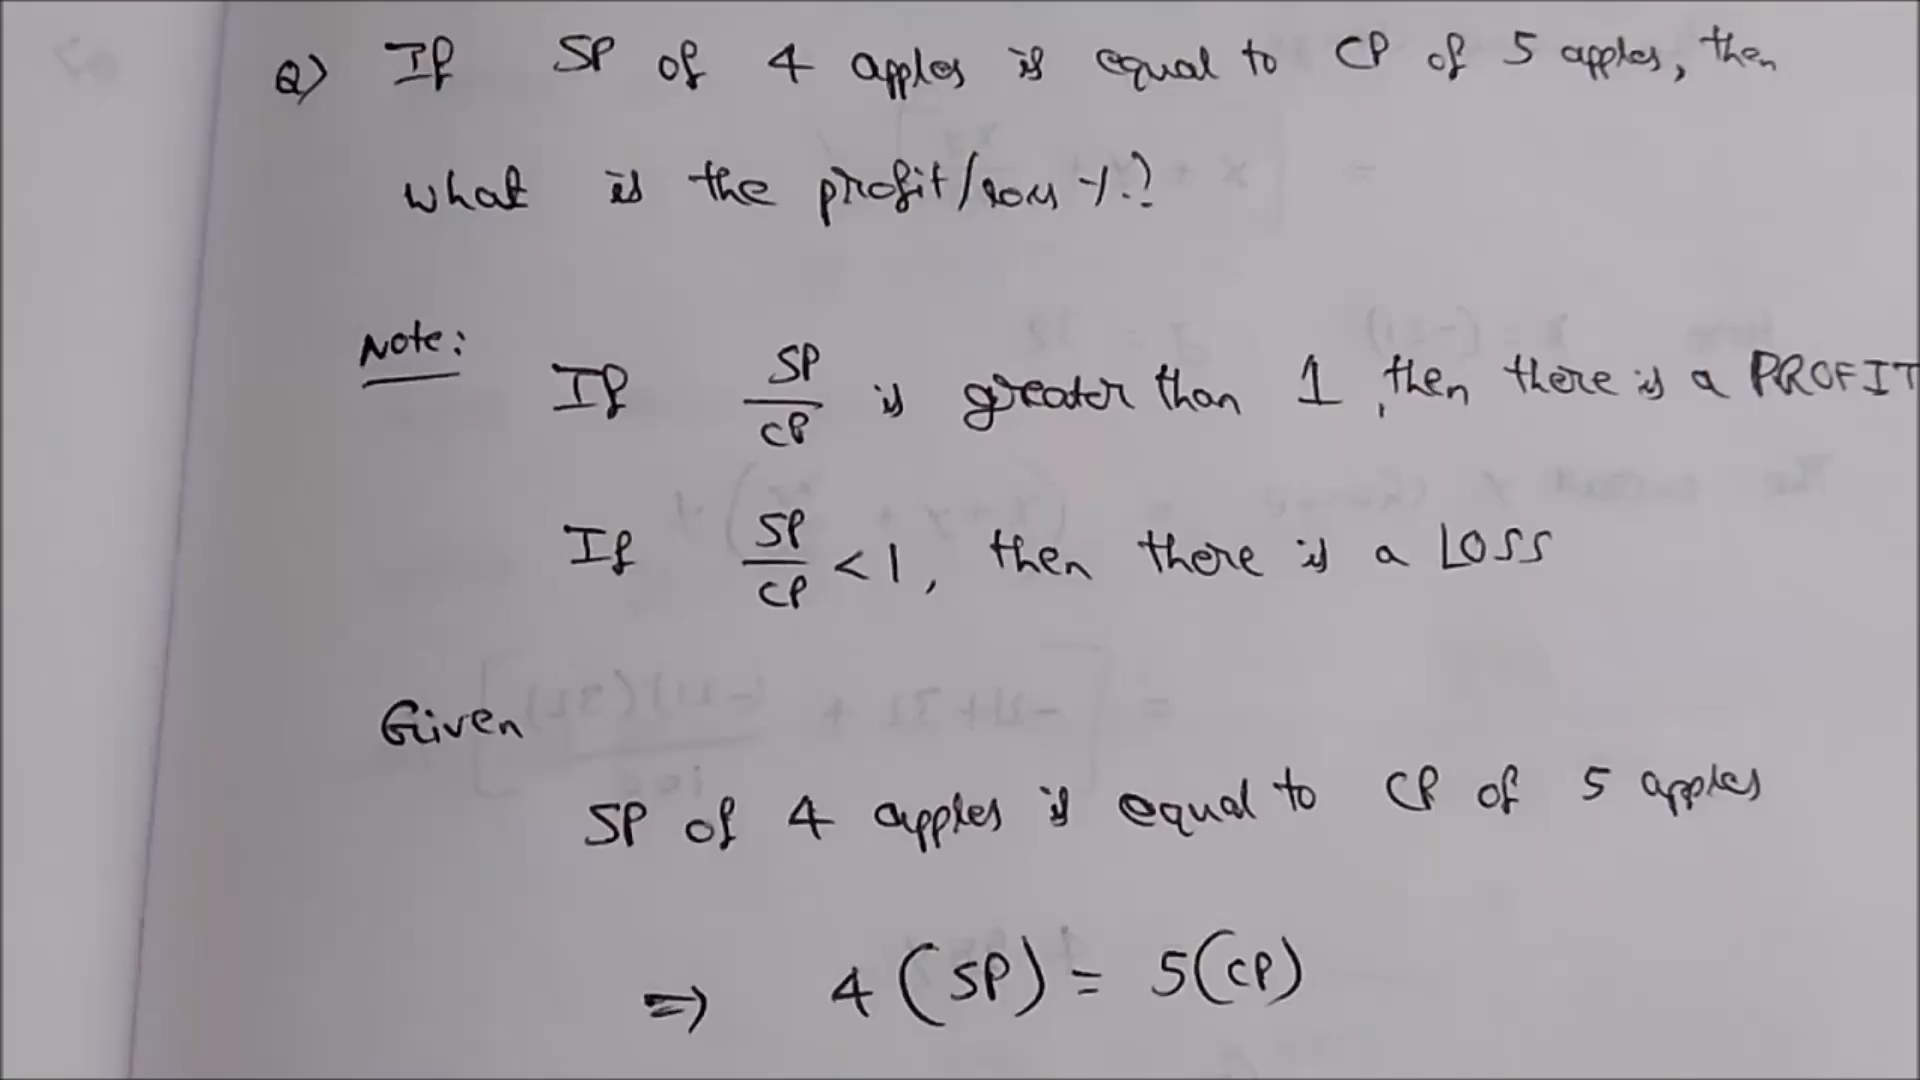 Q) If SP of 4 apples is equal to CP of 5 apples, then
what is the profit/loss %?
Note: If SP/CP is greater than 1, then there is a PROFIT
If SP/CP < 1, then there is a LOSS
Given
SP of 4 apples is equal to CP of 5 apples
⇒ 4 (SP) = 5(CP)